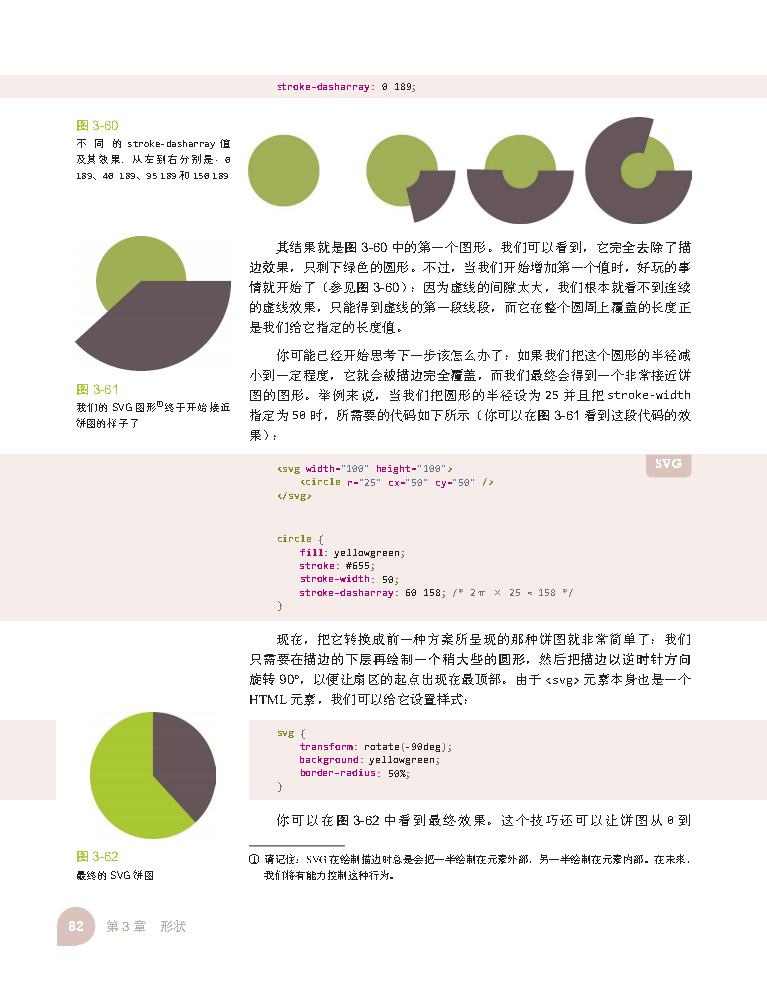 stroke-dasharray: 0 189;
图 3-60
不同的 stroke-dasharray 值
及其效果，从左到右分别是：0
189、40 189、95 189 和 150 189
其结果就是图 3-60 中的第一个图形。我们可以看到，它完全去除了描
边效果，只剩下绿色的圆形。不过，当我们开始增加第一个值时，好玩的事
情就开始了（参见图 3-60）：因为虚线的间隙太大，我们根本就看不到连续
的虚线效果，只能得到虚线的第一段线段，而它在整个圆周上覆盖的长度正
是我们给它指定的长度值。
图 3-61
我们的 SVG 图形①终于开始接近
饼图的样子了
你可能已经开始思考下一步该怎么办了：如果我们把这个圆形的半径减
小到一定程度，它就会被描边完全覆盖，而我们最终会得到一个非常接近饼
图的图形。举例来说，当我们把圆形的半径设为 25 并且把 stroke-width
指定为 50 时，所需要的代码如下所示（你可以在图 3-61 看到这段代码的效
果）：
SVG
<svg width="100" height="100">
<circle r="25" cx="50" cy="50" />
</svg>
circle {
fill: yellowgreen;
stroke: #655;
stroke-width: 50;
stroke-dasharray: 60 158; /* 2π × 25 ≈ 158 */
}
现在，把它转换成前一种方案所呈现的那种饼图就非常简单了：我们
只需要在描边的下层再绘制一个稍大些的圆形，然后把描边以逆时针方向
旋转 90°，以便让扇区的起点出现在最顶部。由于 <svg> 元素本身也是一个
HTML 元素，我们可以给它设置样式：
svg {
transform: rotate(-90deg);
background: yellowgreen;
border-radius: 50%;
}
图 3-62
最终的 SVG 饼图
你可以在图 3-62 中看到最终效果。这个技巧还可以让饼图从 0 到
① 请记住：SVG 在绘制描边时总是会把一半绘制在元素外部，另一半绘制在元素内部。在未来，
我们将有能力控制这种行为。
82 第 3 章 形状